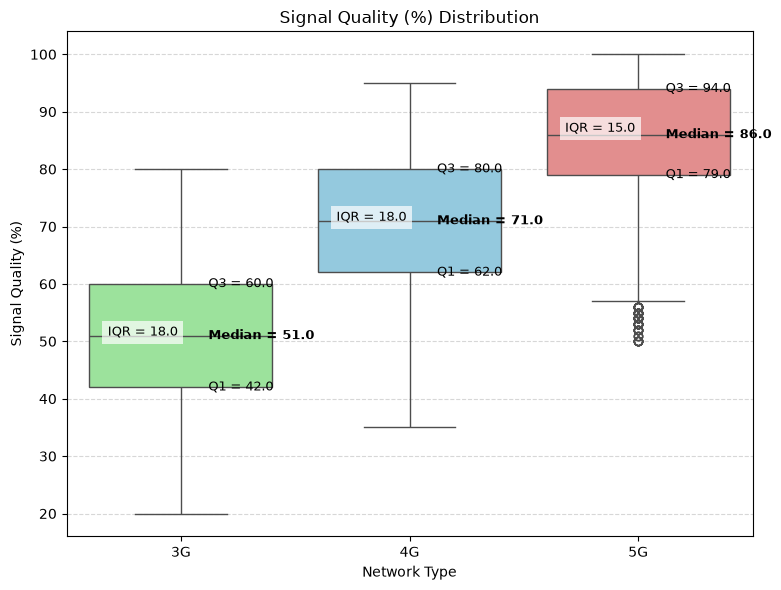 Signal Quality (%) Distribution
Signal Quality (%)
100
90
80
70
60
50
40
30
20
Q3 = 60.0
IQR = 18.0
Median = 51.0
Q1 = 42.0
Q3 = 80.0
IQR = 18.0
Median = 71.0
Q1 = 62.0
Q3 = 94.0
IQR = 15.0
Median = 86.0
Q1 = 79.0
3G
4G
5G
Network Type